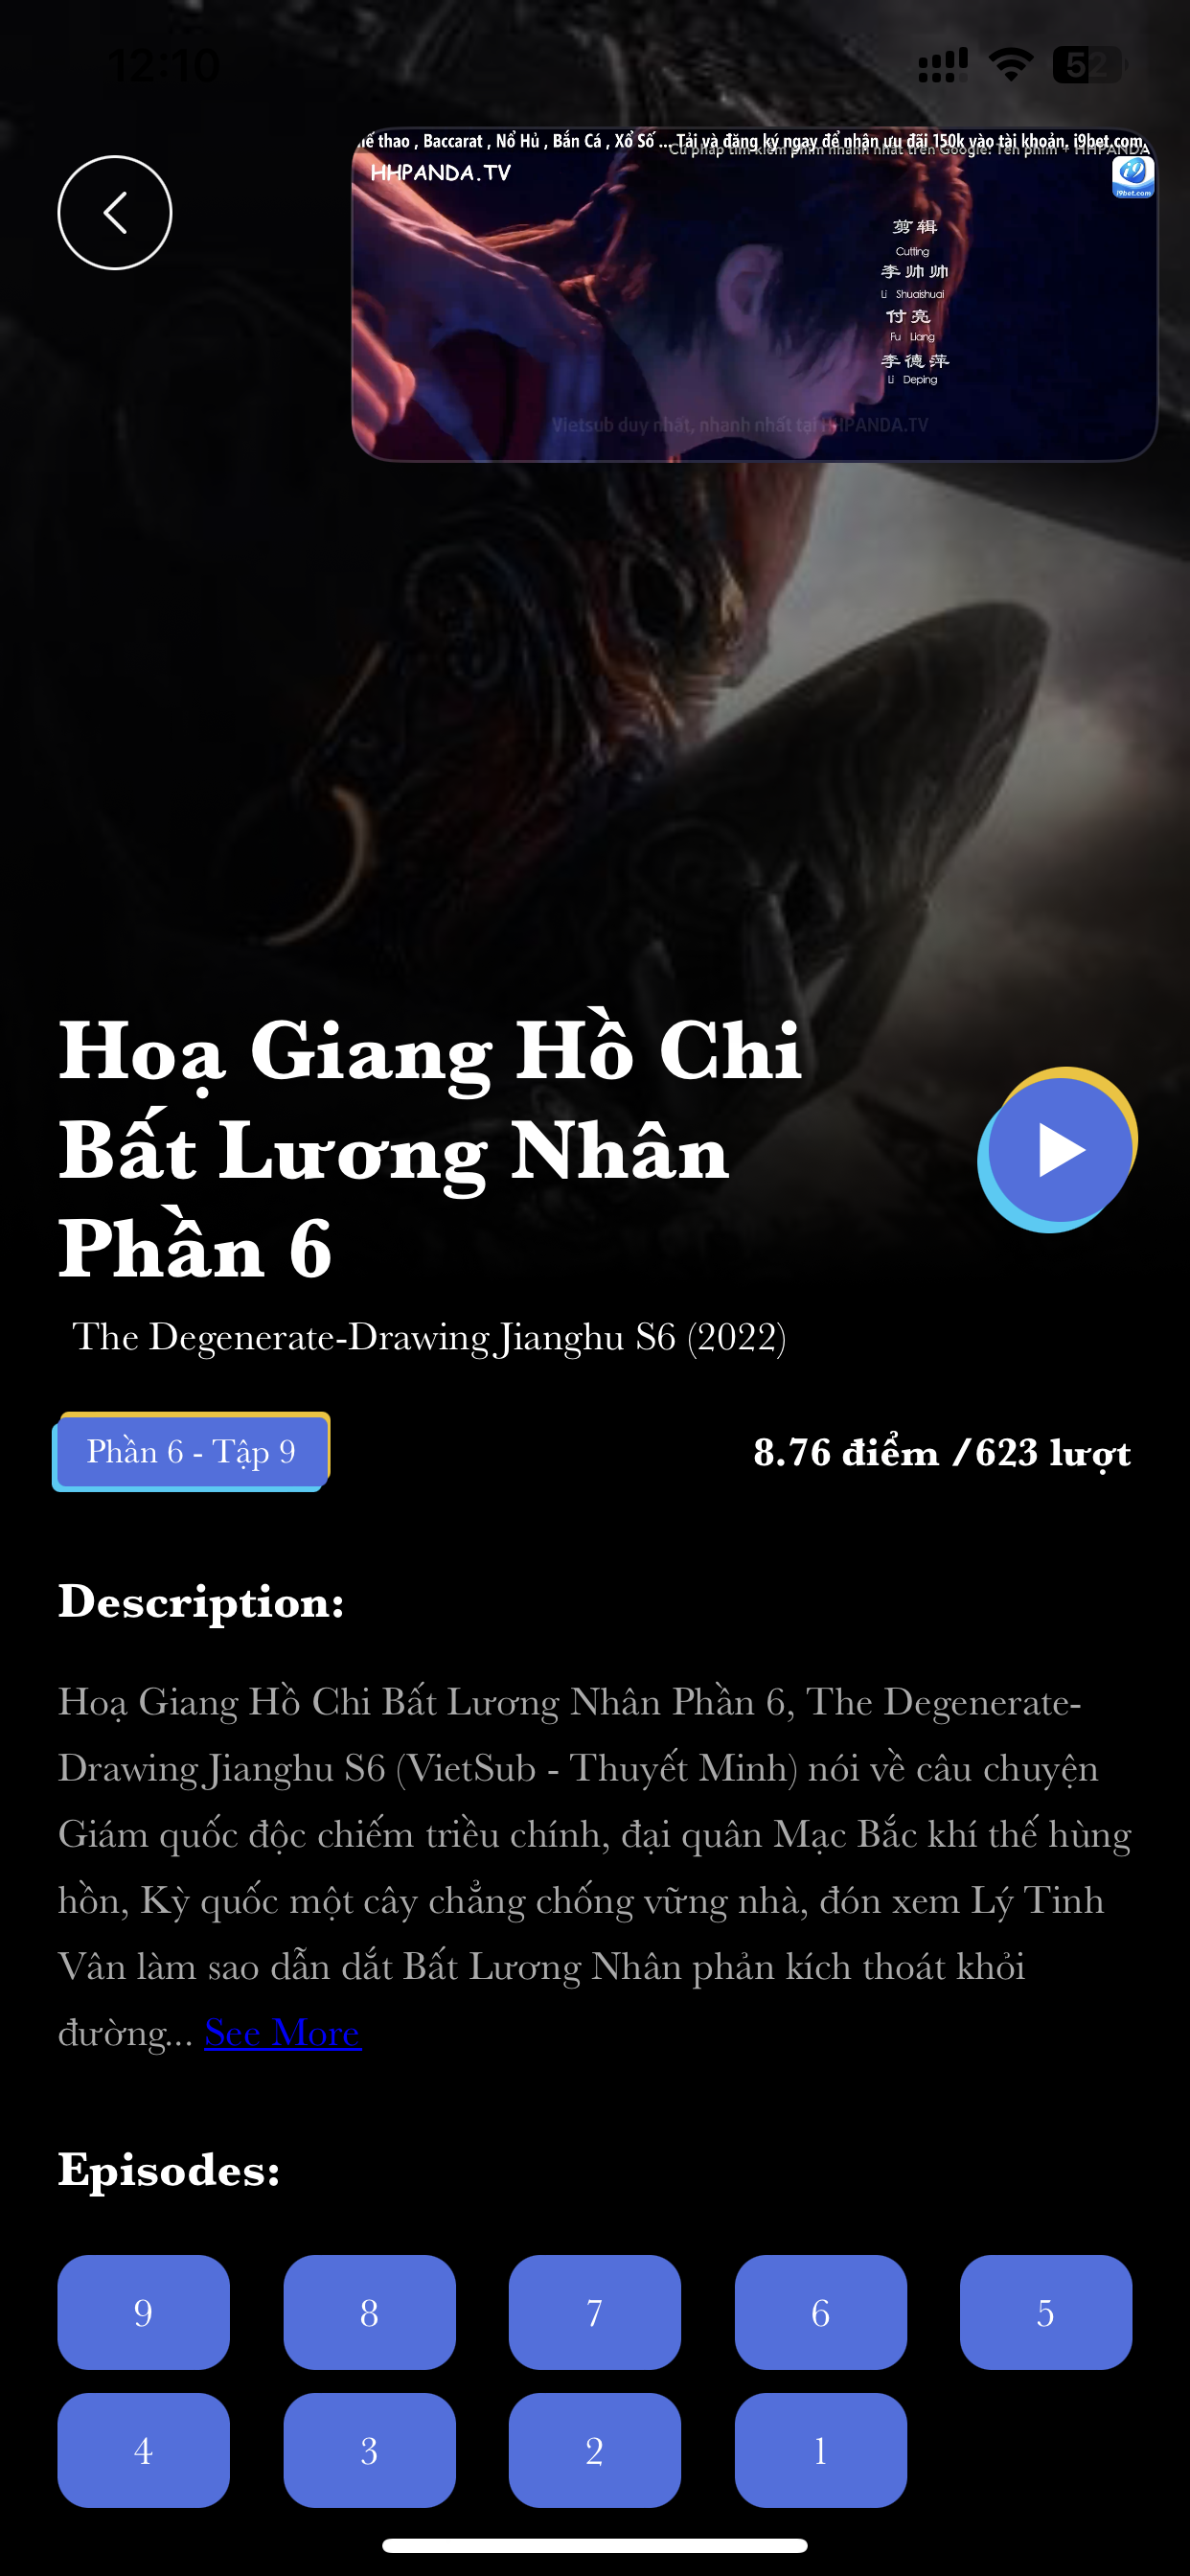 12:10
52
hế thao , Baccarat , Nổ Hủ , Bắn Cá , Xổ Số ... Tải và đăng ký ngay để nhận ưu đãi 150k vào tài khoản. i9bet.com
Cú pháp tìm kiếm phim nhanh nhất trên Google: Tên phim + HHPANDA
HHPANDA.TV
i9
i9bet.com
剪辑
Cutting
李帅帅
Li Shuaishuai
付亮
Fu Liang
李德萍
Li Deping
Vietsub duy nhất, nhanh nhất tại HHPANDA.TV
Hoạ Giang Hồ Chi
Bất Lương Nhân
Phần 6
The Degenerate-Drawing Jianghu S6 (2022)
Phần 6 - Tập 9
8.76 điểm /623 lượt
Description:
Hoạ Giang Hồ Chi Bất Lương Nhân Phần 6, The Degenerate-
Drawing Jianghu S6 (VietSub - Thuyết Minh) nói về câu chuyện
Giám quốc độc chiếm triều chính, đại quân Mạc Bắc khí thế hùng
hồn, Kỳ quốc một cây chẳng chống vững nhà, đón xem Lý Tinh
Vân làm sao dẫn dắt Bất Lương Nhân phản kích thoát khỏi
đường... See More
Episodes:
9 8 7 6 5
4 3 2 1